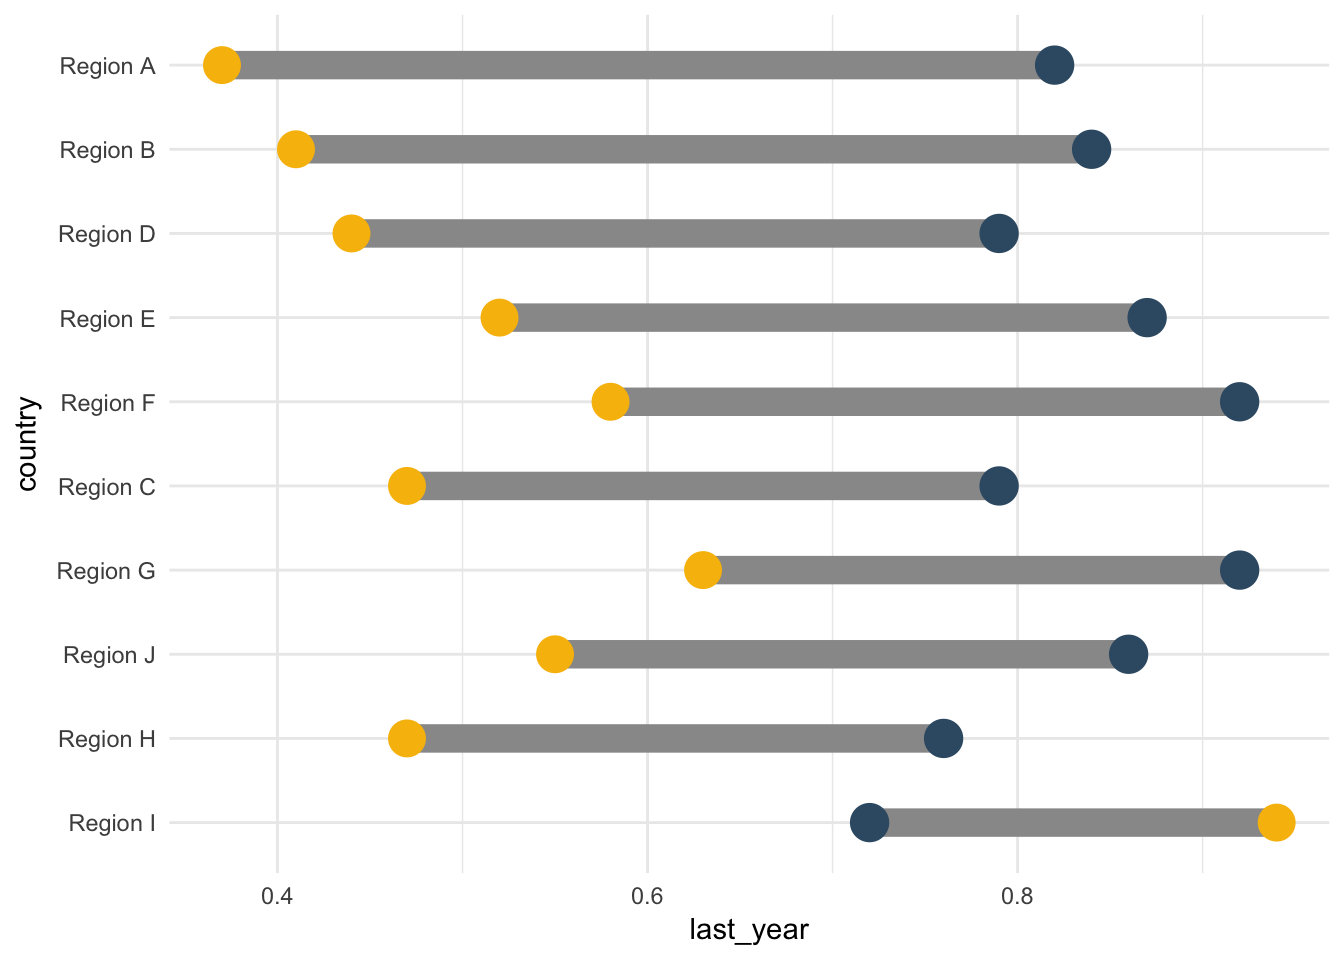 Region A
Region B
Region D
Region E
Region F
Region C
Region G
Region J
Region H
Region I
country
0.4 0.6 0.8
last_year